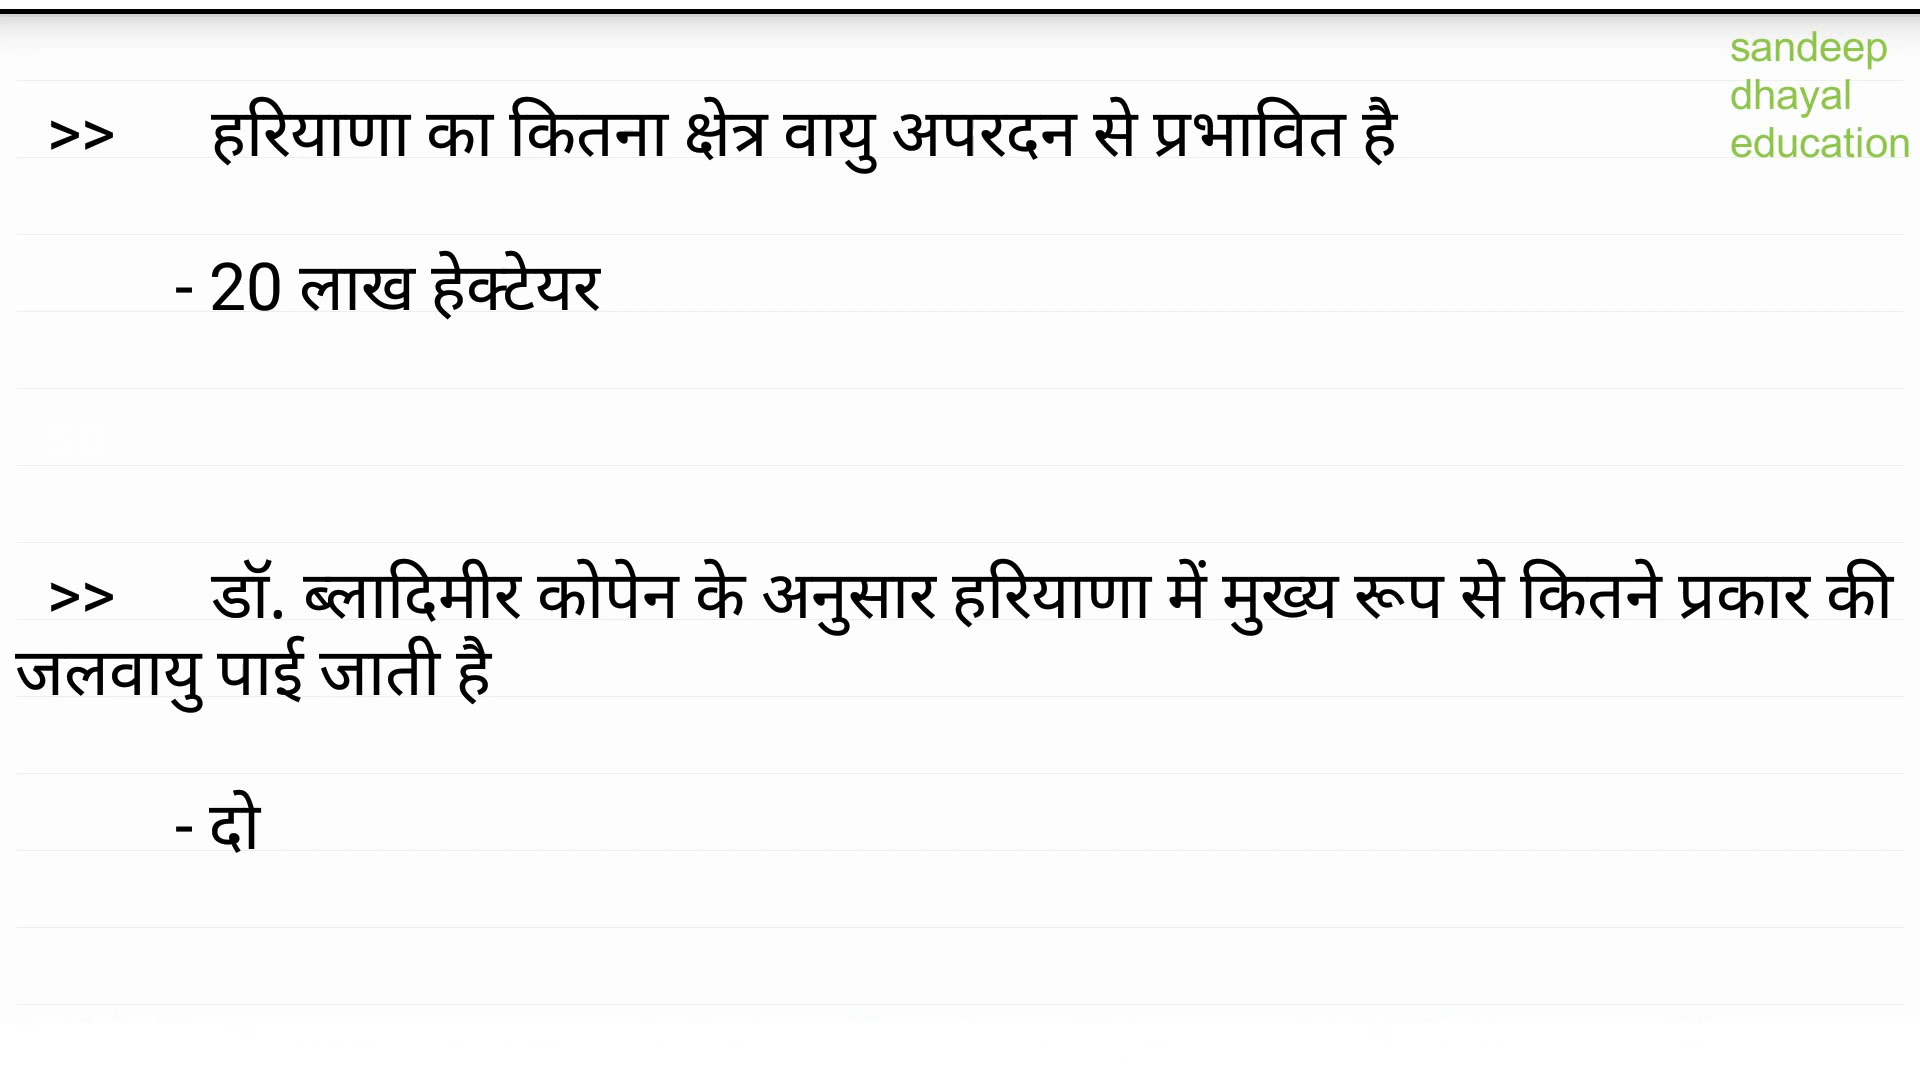 sandeep
dhayal
education
>> हरियाणा का कितना क्षेत्र वायु अपरदन से प्रभावित है
- 20 लाख हेक्टेयर
>> डॉ. ब्लादिमीर कोपेन के अनुसार हरियाणा में मुख्य रूप से कितने प्रकार की
जलवायु पाई जाती है
- दो